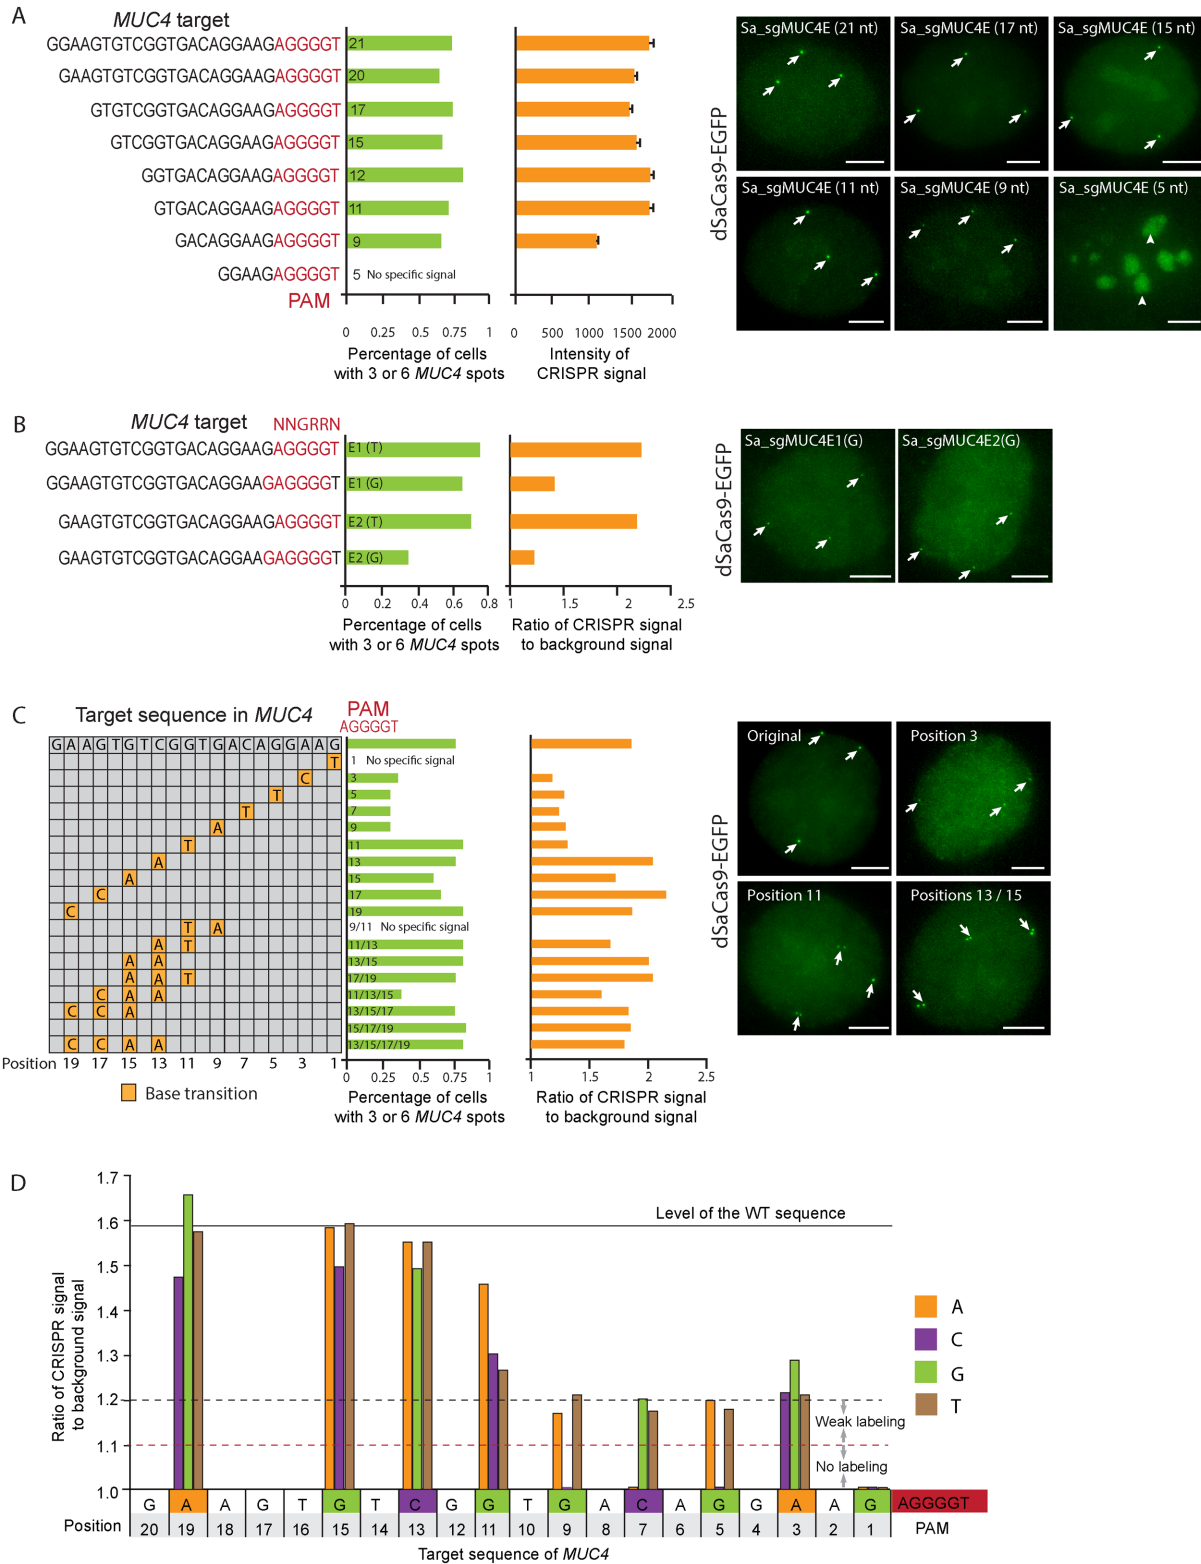 A
MUC4 target
GGAAGTGTCGGTGACAGGAAGAGGGGT 21
GAAGTGTCGGTGACAGGAAGAGGGGT 20
GTGTCGGTGACAGGAAGAGGGGT 17
GTCGGTGACAGGAAGAGGGGT 15
GGTGACAGGAAGAGGGGT 12
GTGACAGGAAGAGGGGT 11
GACAGGAAGAGGGGT 9
GGAAGAGGGGT 5 No specific signal
PAM
0 0.25 0.5 0.75 1
Percentage of cells
with 3 or 6 MUC4 spots
0 500 1000 1500 2000
Intensity of
CRISPR signal
dSaCas9-EGFP
Sa_sgMUC4E (21 nt)
Sa_sgMUC4E (17 nt)
Sa_sgMUC4E (15 nt)
Sa_sgMUC4E (11 nt)
Sa_sgMUC4E (9 nt)
Sa_sgMUC4E (5 nt)
B
MUC4 target NNGRRN
GGAAGTGTCGGTGACAGGAAGAGGGGT E1 (T)
GGAAGTGTCGGTGACAGGAAGAGGGGT E1 (G)
GAAGTGTCGGTGACAGGAAGAGGGGT E2 (T)
GAAGTGTCGGTGACAGGAAGAGGGGT E2 (G)
0 0.2 0.4 0.6 0.8
Percentage of cells
with 3 or 6 MUC4 spots
1 1.5 2 2.5
Ratio of CRISPR signal
to background signal
dSaCas9-EGFP
Sa_sgMUC4E1(G)
Sa_sgMUC4E2(G)
C
Target sequence in MUC4
PAM
AGGGGT
G A A G T G T C G G T G A C A G G A A G
T 1 No specific signal
C 3
T 5
T 7
A 9
T 11
A 13
A 15
C 17
C 19
T A 9/11 No specific signal
A T 11/13
A A 13/15
A A T 17/19
C A A 11/13/15
C C A 13/15/17
15/17/19
C C A A 13/15/17/19
Position 19 17 15 13 11 9 7 5 3 1
Base transition
0 0.25 0.5 0.75 1
Percentage of cells
with 3 or 6 MUC4 spots
1 1.5 2 2.5
Ratio of CRISPR signal
to background signal
dSaCas9-EGFP
Original
Position 3
Position 11
Positions 13 / 15
D
Ratio of CRISPR signal
to background signal
1.7
1.6
1.5
1.4
1.3
1.2
1.1
1.0
Level of the WT sequence
Weak labeling
No labeling
A
C
G
T
G A A G T G T C G G T G A C A G G A A G AGGGGT
Position 20 19 18 17 16 15 14 13 12 11 10 9 8 7 6 5 4 3 2 1 PAM
Target sequence of MUC4